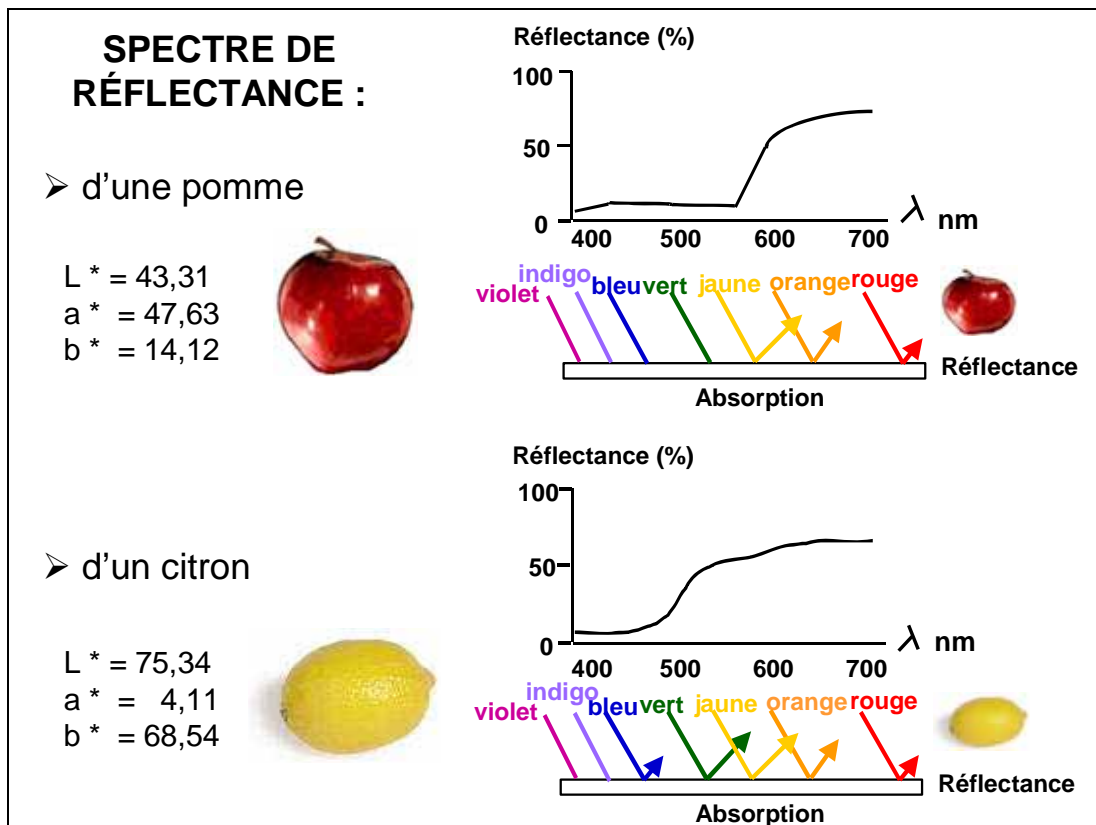 SPECTRE DE
RÉFLECTANCE :
➢ d'une pomme
L * = 43,31
a * = 47,63
b * = 14,12
Réflectance (%)
100
50
0
400 500 600 700
λ nm
violet indigo bleu vert jaune orange rouge
Réflectance
Absorption
➢ d'un citron
L * = 75,34
a * = 4,11
b * = 68,54
Réflectance (%)
100
50
0
400 500 600 700
λ nm
violet indigo bleu vert jaune orange rouge
Réflectance
Absorption